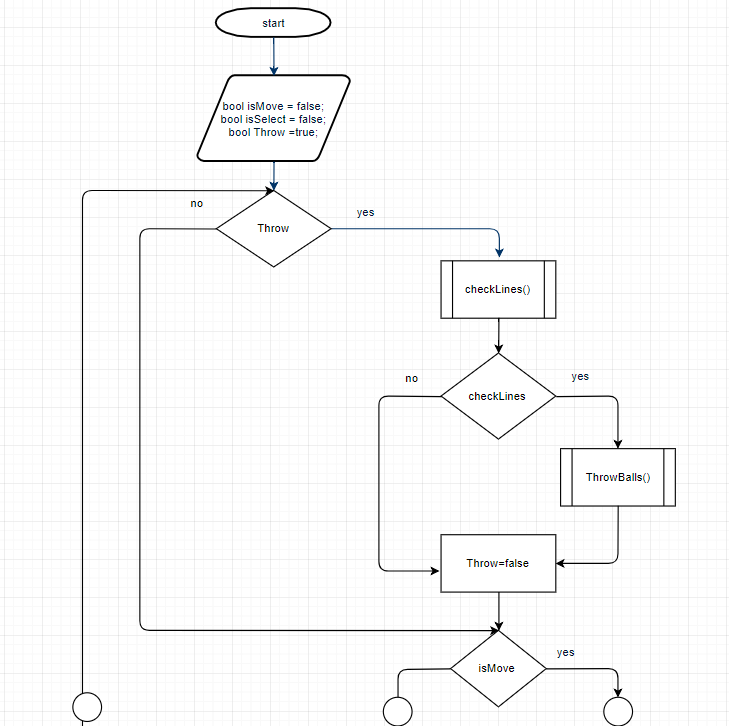 start
bool isMove = false;
bool isSelect = false;
bool Throw =true;
no
Throw
yes
checkLines()
no
checkLines
yes
ThrowBalls()
Throw=false
isMove
yes